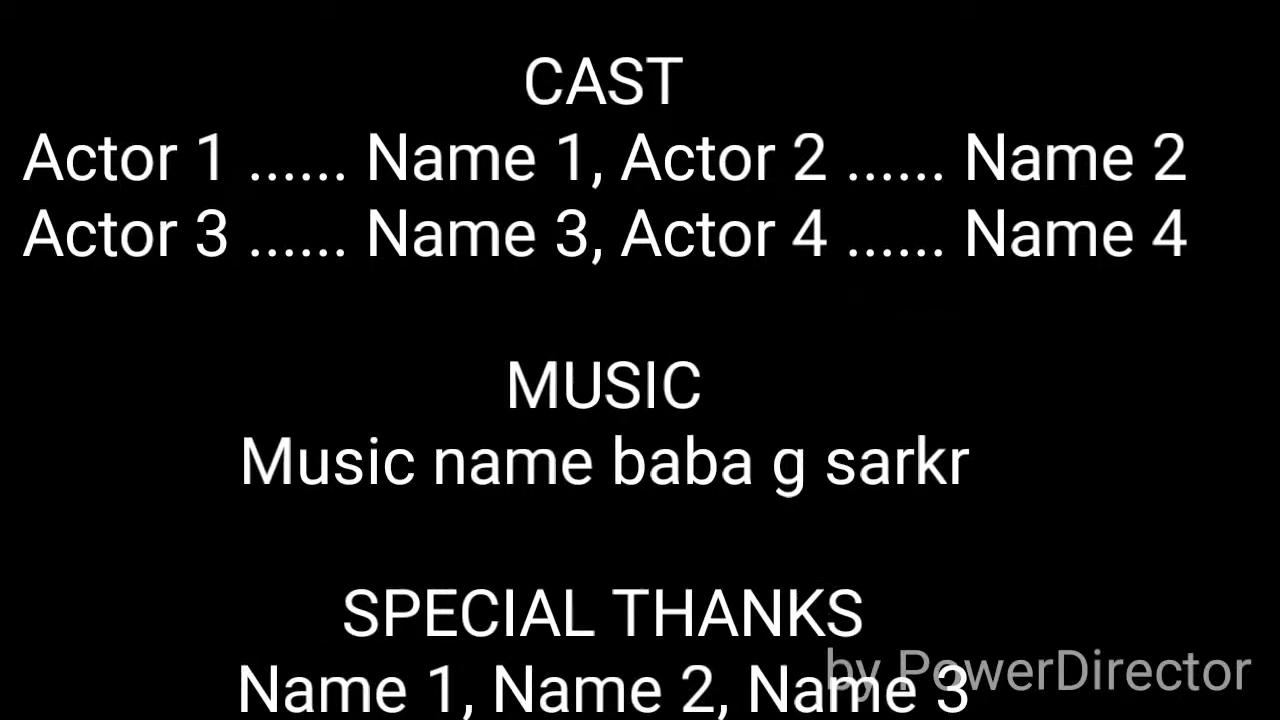 CAST
Actor 1 ...... Name 1, Actor 2 ...... Name 2
Actor 3 ...... Name 3, Actor 4 ...... Name 4
MUSIC
Music name baba g sarkr
SPECIAL THANKS
Name 1, Name 2, Name 3
by PowerDirector